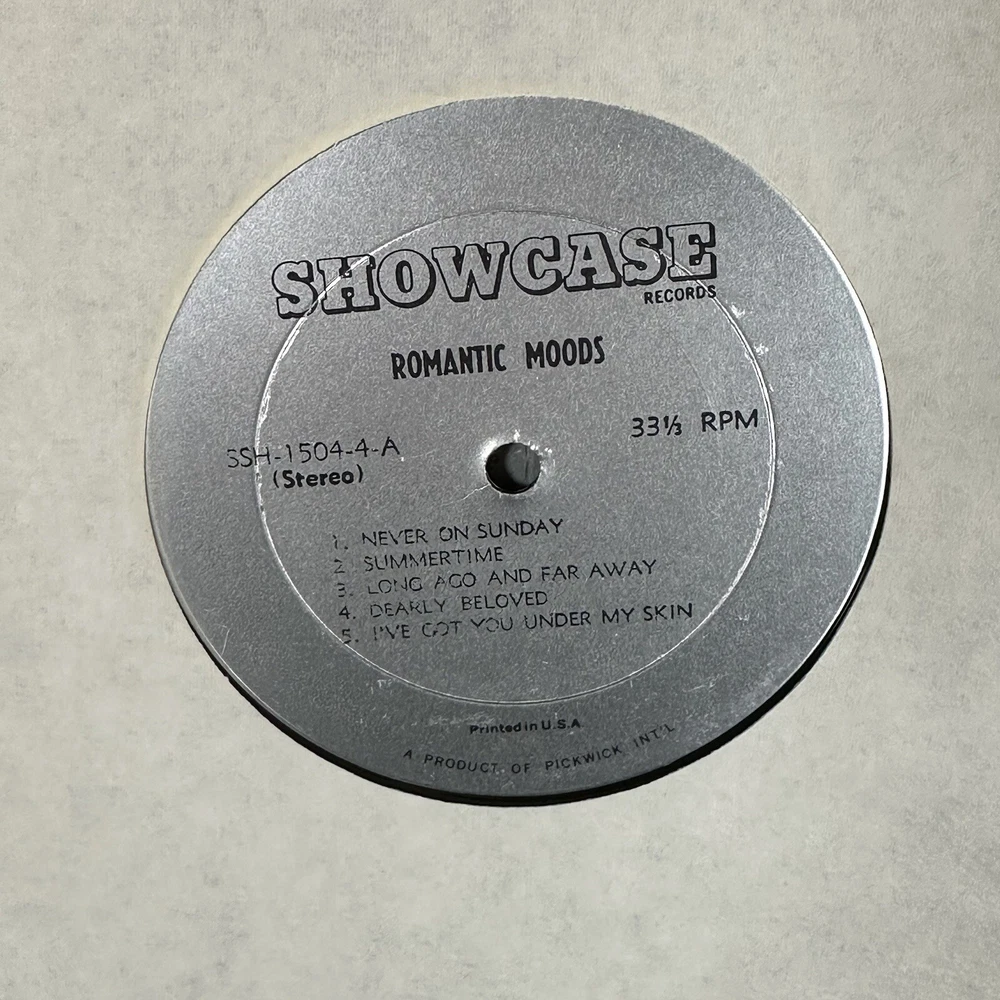 SHOWCASE
RECORDS
ROMANTIC MOODS
33⅓ RPM
SSH-1504-4-A
(Stereo)
1. NEVER ON SUNDAY
2. SUMMERTIME
3. LONG AGO AND FAR AWAY
4. DEARLY BELOVED
5. I'VE GOT YOU UNDER MY SKIN
Printed in U.S.A
A PRODUCT OF PICKWICK INT'L